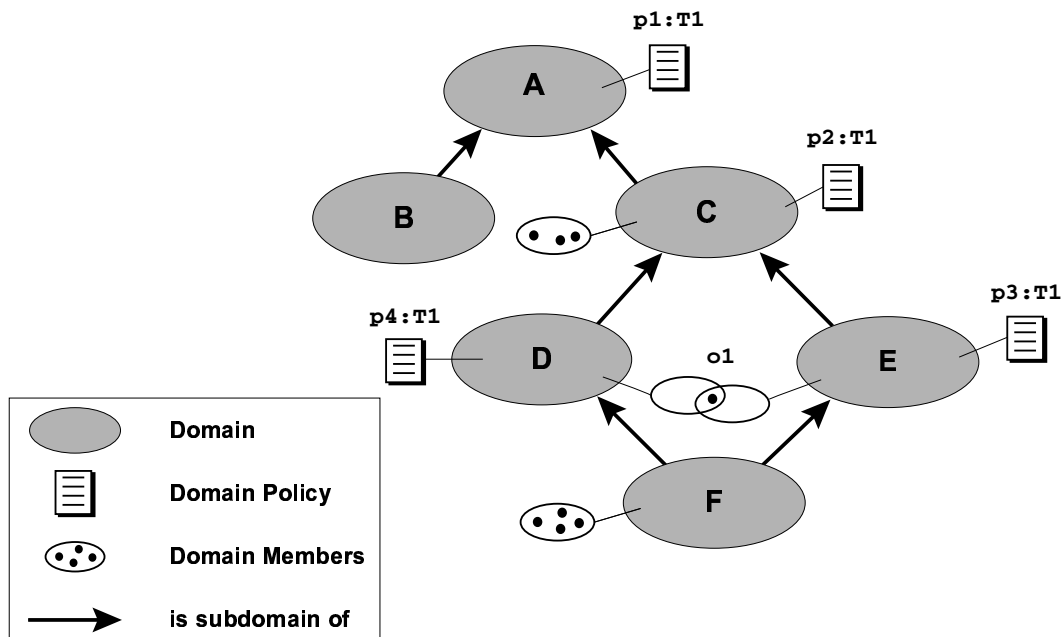 p1:T1
A
p2:T1
B
C
p3:T1
p4:T1
D
o1
E
F
Domain
Domain Policy
Domain Members
is subdomain of